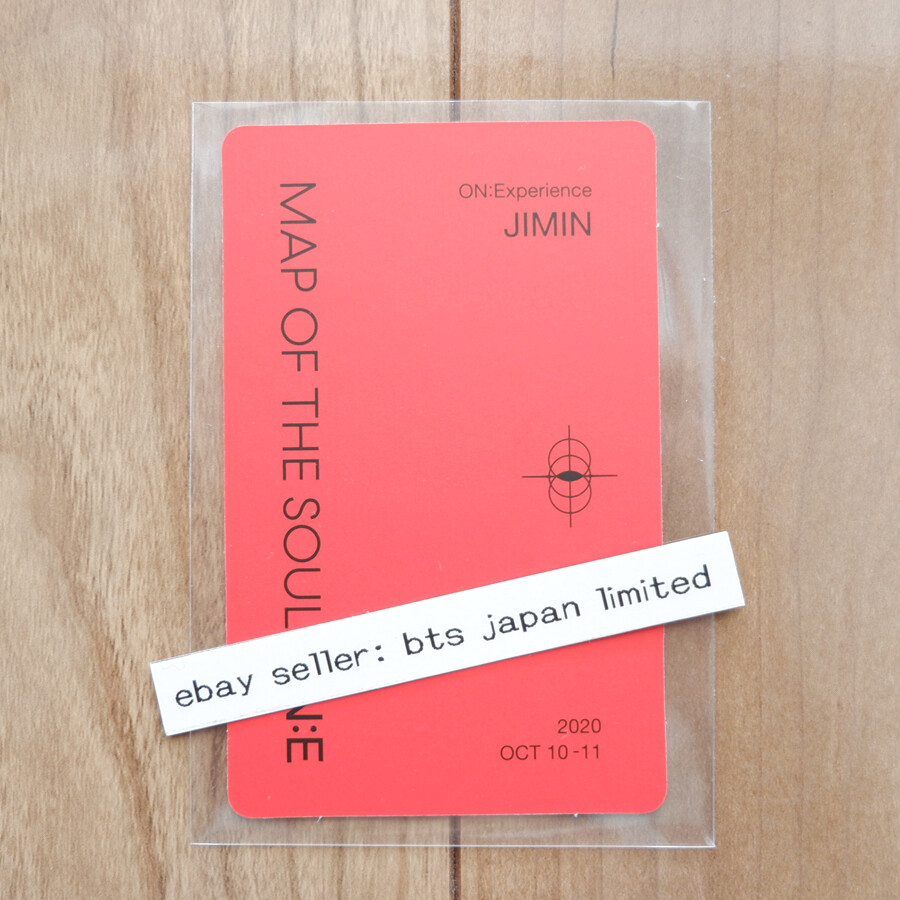 ON:Experience
JIMIN
MAP OF THE SOUL
N:E
ebay seller: bts japan limited
2020
OCT 10 -11